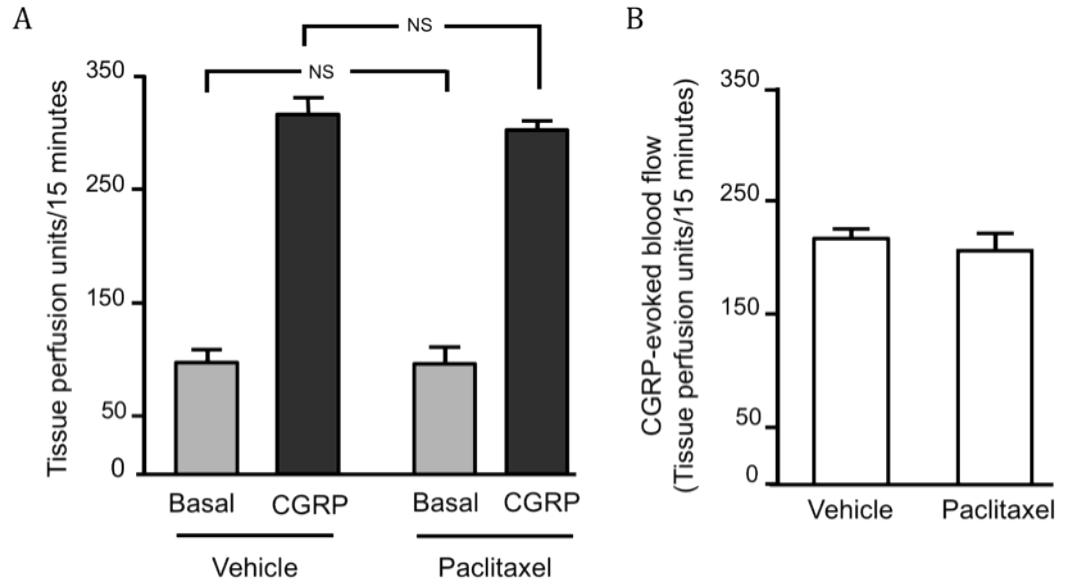 A
NS
NS
350
250
150
50
0
Tissue perfusion units/15 minutes
Basal CGRP Basal CGRP
Vehicle Paclitaxel
B
350
250
150
50
0
CGRP-evoked blood flow
(Tissue perfusion units/15 minutes)
Vehicle Paclitaxel